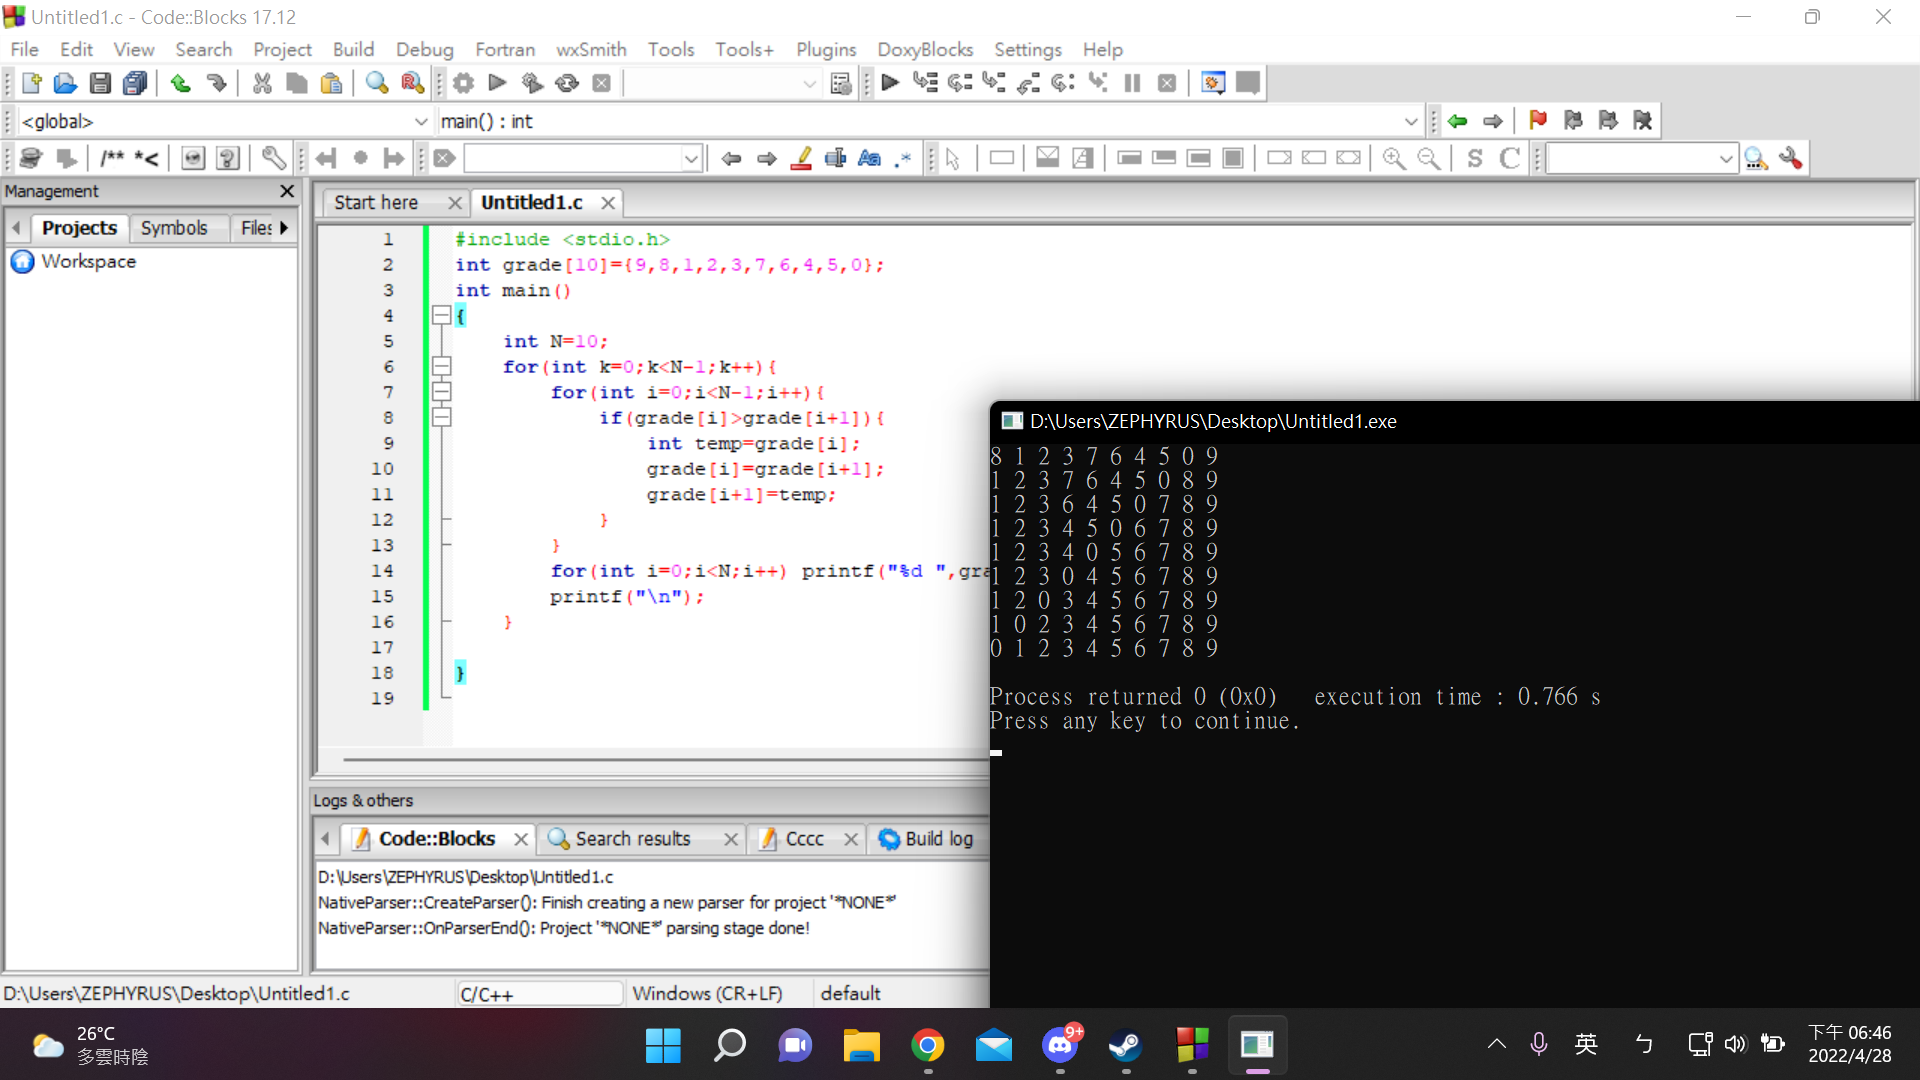 Untitled1.c - Code::Blocks 17.12
File Edit View Search Project Build Debug Fortran wxSmith Tools Tools+ Plugins DoxyBlocks Settings Help
<global> main() : int
/** *<
Management
Start here Untitled1.c
Projects Symbols Files
Workspace
1 #include <stdio.h>
2 int grade[10]={9,8,1,2,3,7,6,4,5,0};
3 int main()
4 {
5 int N=10;
6 for(int k=0;k<N-1;k++){
7 for(int i=0;i<N-1;i++){
8 if(grade[i]>grade[i+1]){
9 int temp=grade[i];
10 grade[i]=grade[i+1];
11 grade[i+1]=temp;
12 }
13 }
14 for(int i=0;i<N;i++) printf("%d ",gra
15 printf("\n");
16 }
17
18 }
19
D:\Users\ZEPHYRUS\Desktop\Untitled1.exe
8 1 2 3 7 6 4 5 0 9
1 2 3 7 6 4 5 0 8 9
1 2 3 6 4 5 0 7 8 9
1 2 3 4 5 0 6 7 8 9
1 2 3 4 0 5 6 7 8 9
1 2 3 0 4 5 6 7 8 9
1 2 0 3 4 5 6 7 8 9
1 0 2 3 4 5 6 7 8 9
0 1 2 3 4 5 6 7 8 9
Process returned 0 (0x0) execution time : 0.766 s
Press any key to continue.
Logs & others
Code::Blocks Search results Cccc Build log
D:\Users\ZEPHYRUS\Desktop\Untitled1.c
NativeParser::CreateParser(): Finish creating a new parser for project '*NONE*'
NativeParser::OnParserEnd(): Project '*NONE*' parsing stage done!
D:\Users\ZEPHYRUS\Desktop\Untitled1.c C/C++ Windows (CR+LF) default
26°C
多雲時陰
9+
英 ㄅ
下午 06:46
2022/4/28